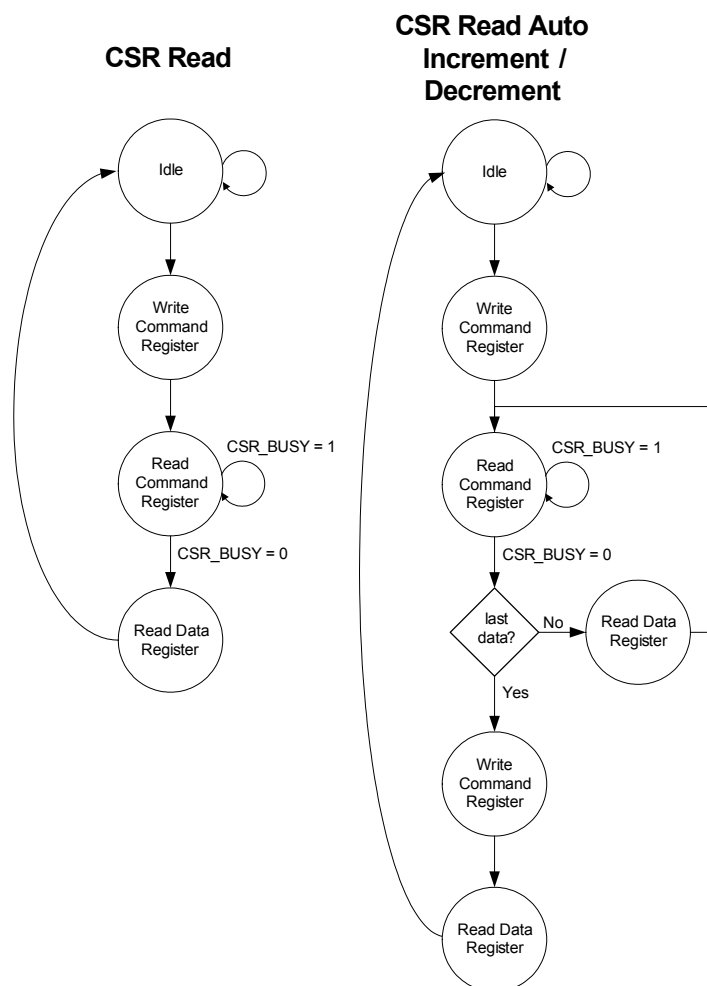 CSR Read
Idle
Write
Command
Register
Read
Command
Register
CSR_BUSY = 1
CSR_BUSY = 0
Read Data
Register
CSR Read Auto
Increment /
Decrement
Idle
Write
Command
Register
Read
Command
Register
CSR_BUSY = 1
CSR_BUSY = 0
last
data?
No
Read Data
Register
Yes
Write
Command
Register
Read Data
Register